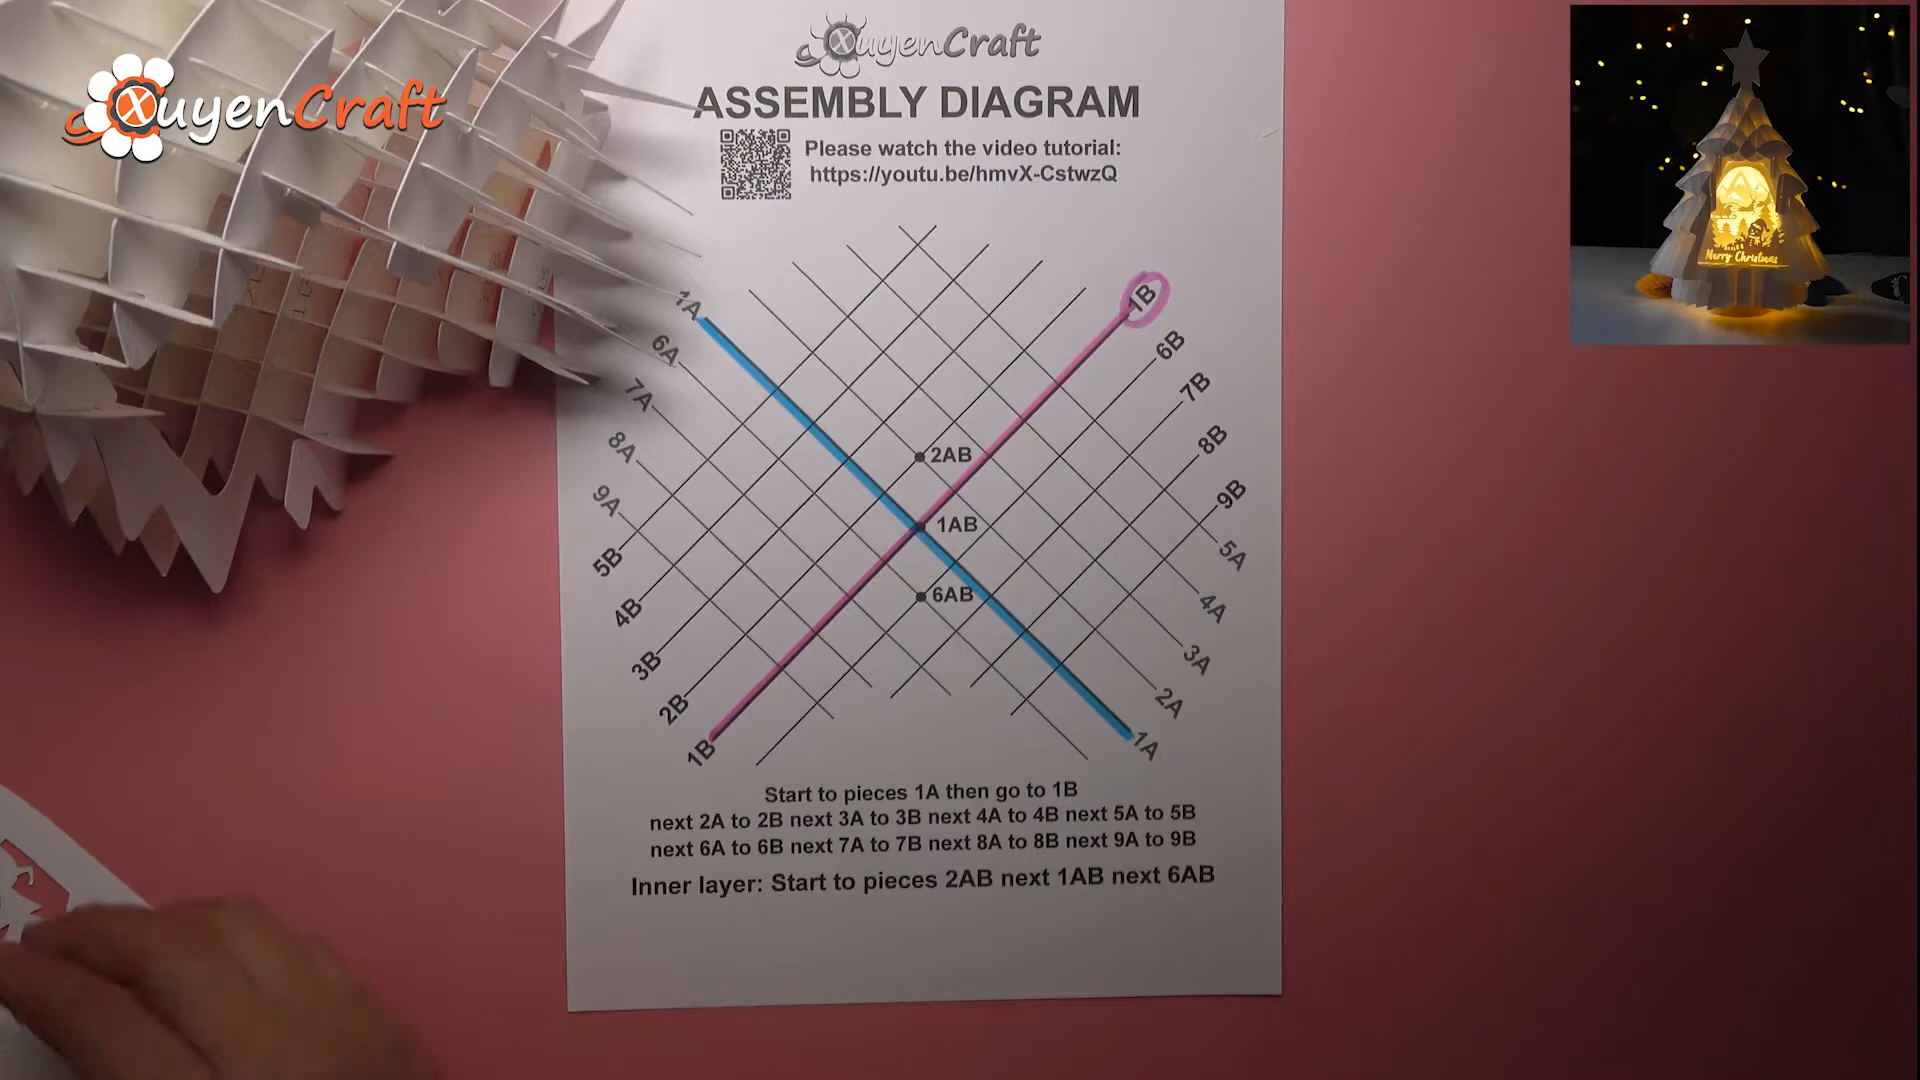 XuyenCraft
XuyenCraft
ASSEMBLY DIAGRAM
Please watch the video tutorial:
https://youtu.be/hmvX-CstwzQ
Merry Christmas
1A
1B
6A
6B
7A
7B
8A
2AB
8B
9A
9B
1AB
5B
5A
6AB
4B
4A
3B
3A
2B
2A
1B
1A
Start to pieces 1A then go to 1B
next 2A to 2B next 3A to 3B next 4A to 4B next 5A to 5B
next 6A to 6B next 7A to 7B next 8A to 8B next 9A to 9B
Inner layer: Start to pieces 2AB next 1AB next 6AB